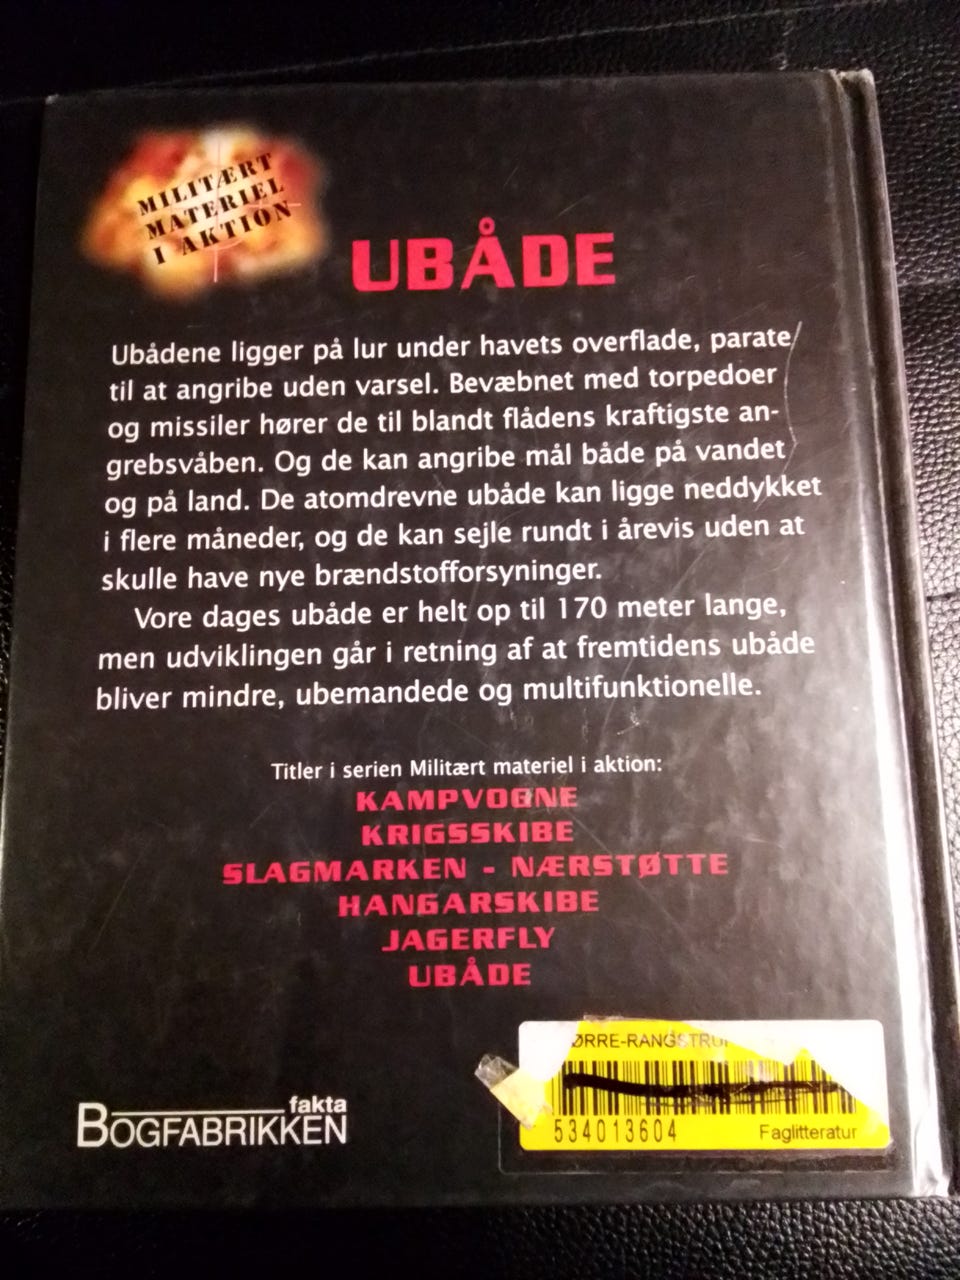 MILITÆRT
MATERIEL
I AKTION
UBÅDE
Ubådene ligger på lur under havets overflade, parate
til at angribe uden varsel. Bevæbnet med torpedoer
og missiler hører de til blandt flådens kraftigste an-
grebsvåben. Og de kan angribe mål både på vandet
og på land. De atomdrevne ubåde kan ligge neddykket
i flere måneder, og de kan sejle rundt i årevis uden at
skulle have nye brændstofforsyninger.
Vore dages ubåde er helt op til 170 meter lange,
men udviklingen går i retning af at fremtidens ubåde
bliver mindre, ubemandede og multifunktionelle.
Titler i serien Militært materiel i aktion:
KAMPVOGNE
KRIGSSKIBE
SLAGMARKEN - NÆRSTØTTE
HANGARSKIBE
JAGERFLY
UBÅDE
fakta
BOGFABRIKKEN
ØRRE-RANGSTRU
534013604 Faglitteratur